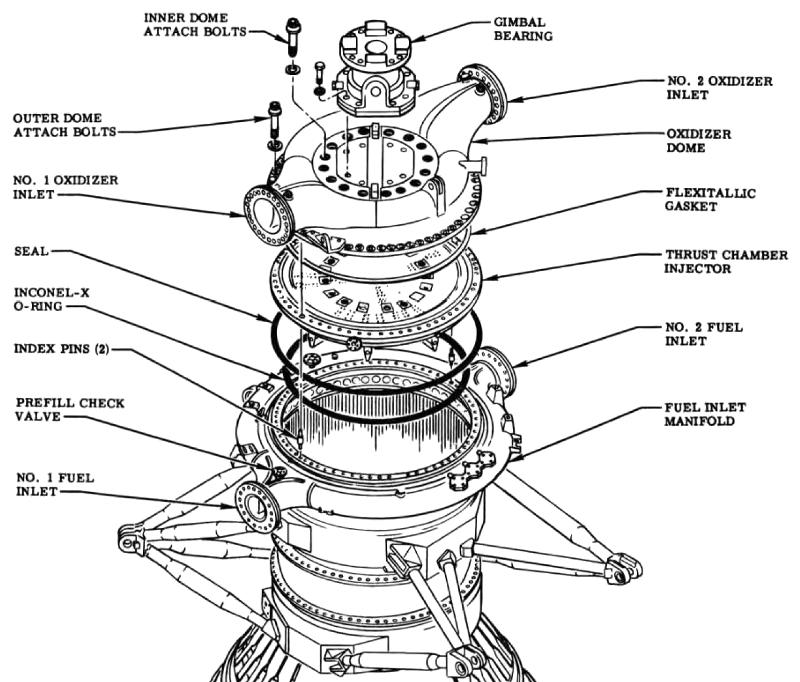 INNER DOME
ATTACH BOLTS
GIMBAL
BEARING
OUTER DOME
ATTACH BOLTS
NO. 2 OXIDIZER
INLET
OXIDIZER
DOME
NO. 1 OXIDIZER
INLET
FLEXITALLIC
GASKET
SEAL
THRUST CHAMBER
INJECTOR
INCONEL-X
O-RING
NO. 2 FUEL
INLET
INDEX PINS (2)
PREFILL CHECK
VALVE
FUEL INLET
MANIFOLD
NO. 1 FUEL
INLET